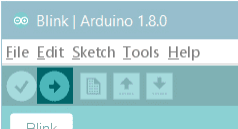 Blink | Arduino 1.8.0
File Edit Sketch Tools Help
Blink